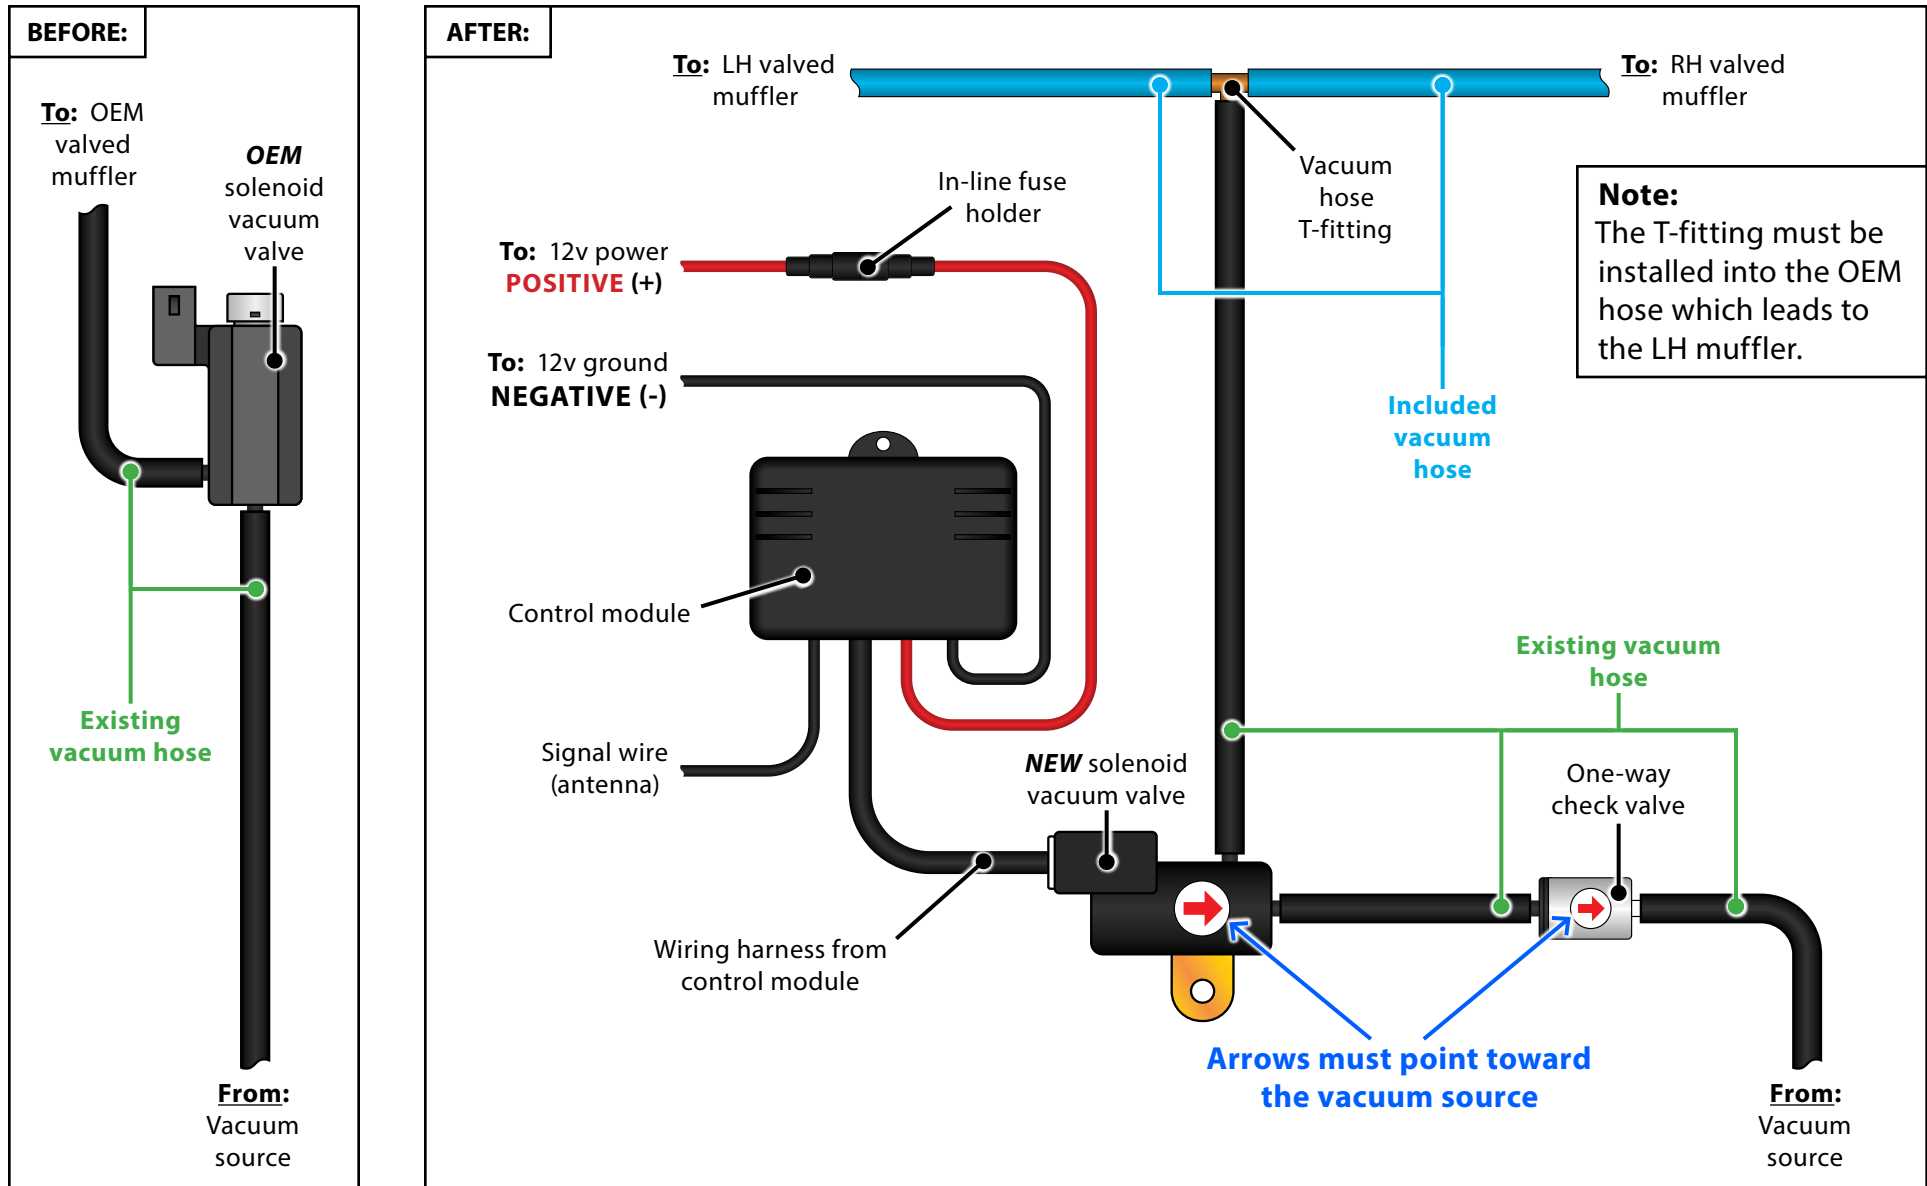 BEFORE:
To: OEM
valved
muffler
OEM
solenoid
vacuum
valve
Existing
vacuum hose
From:
Vacuum
source
AFTER:
To: LH valved
muffler
To: RH valved
muffler
Vacuum
hose
T-fitting
In-line fuse
holder
To: 12v power
POSITIVE (+)
To: 12v ground
NEGATIVE (-)
Note:
The T-fitting must be
installed into the OEM
hose which leads to
the LH muffler.
Included
vacuum
hose
Control module
Existing vacuum
hose
Signal wire
(antenna)
NEW solenoid
vacuum valve
One-way
check valve
Wiring harness from
control module
Arrows must point toward
the vacuum source
From:
Vacuum
source